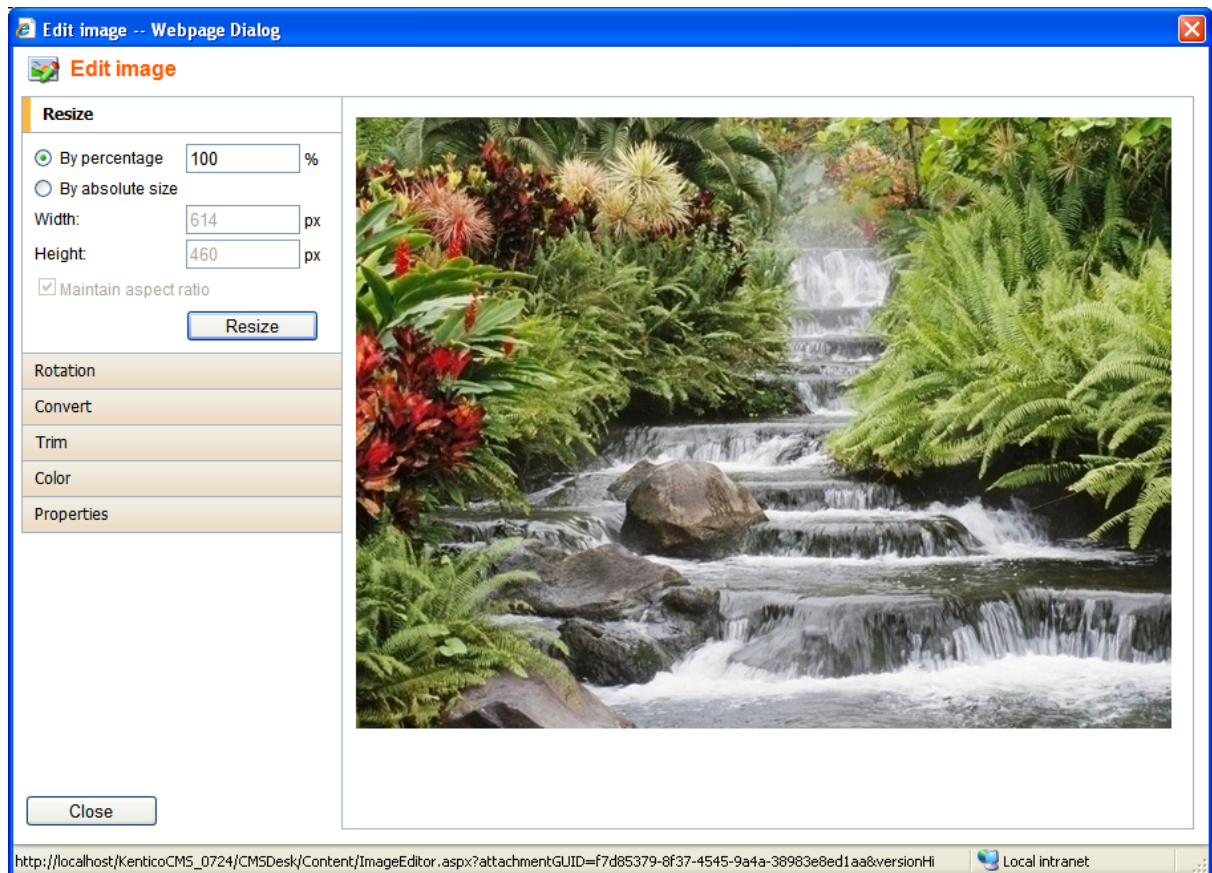 Edit image -- Webpage Dialog
Edit image
Resize
By percentage 100 %
By absolute size
Width: 614 px
Height: 460 px
Maintain aspect ratio
Resize
Rotation
Convert
Trim
Color
Properties
Close
http://localhost/KenticoCMS_0724/CMSDesk/Content/ImageEditor.aspx?attachmentGUID=f7d85379-8f37-4545-9a4a-38983e8ed1aa&versionHi Local intranet